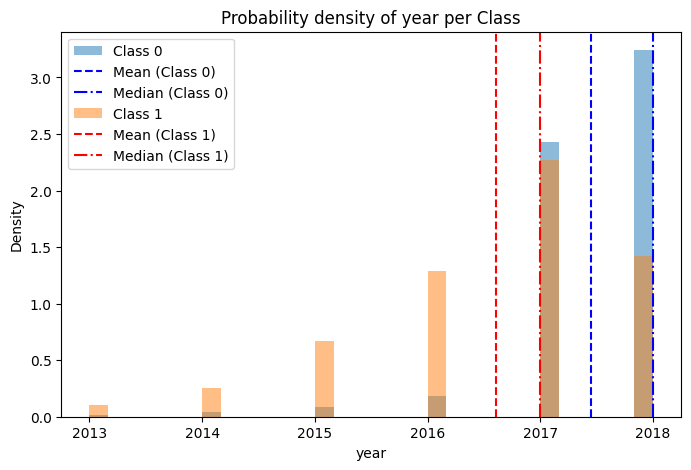 Probability density of year per Class
Class 0
Mean (Class 0)
Median (Class 0)
Class 1
Mean (Class 1)
Median (Class 1)
Density
3.0
2.5
2.0
1.5
1.0
0.5
0.0
2013 2014 2015 2016 2017 2018
year